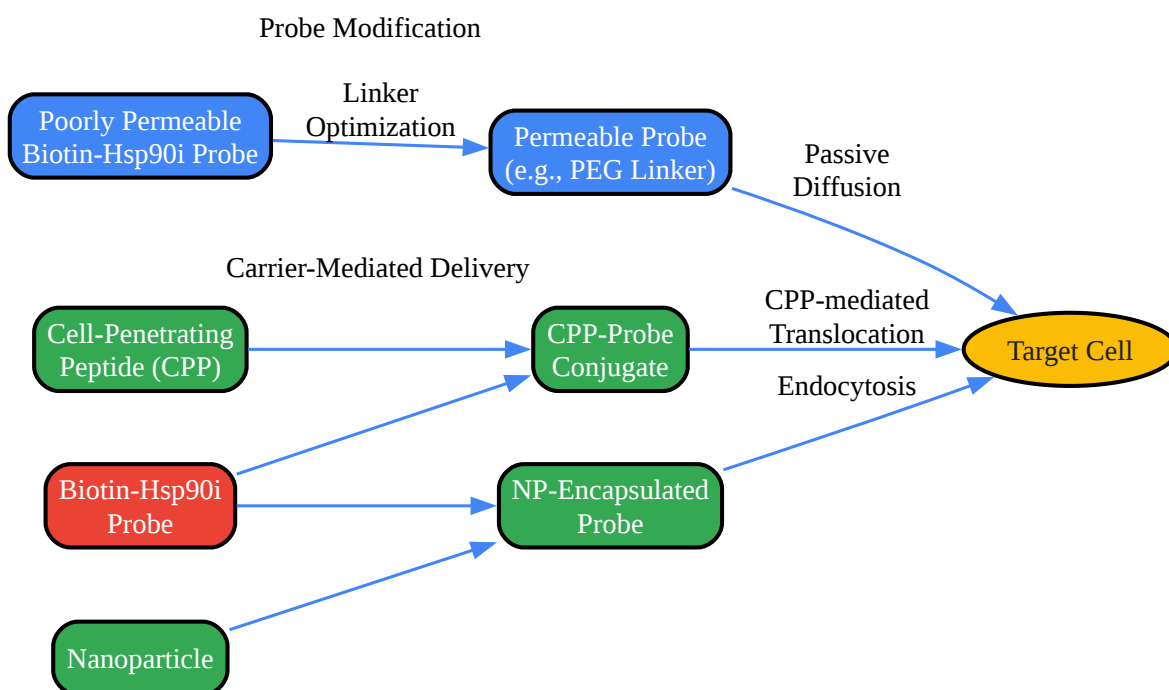 Probe Modification
Poorly Permeable
Biotin-Hsp90i Probe
Linker
Optimization
Permeable Probe
(e.g., PEG Linker)
Passive
Diffusion
Carrier-Mediated Delivery
Cell-Penetrating
Peptide (CPP)
CPP-Probe
Conjugate
CPP-mediated
Translocation
Target Cell
Endocytosis
Biotin-Hsp90i
Probe
NP-Encapsulated
Probe
Nanoparticle